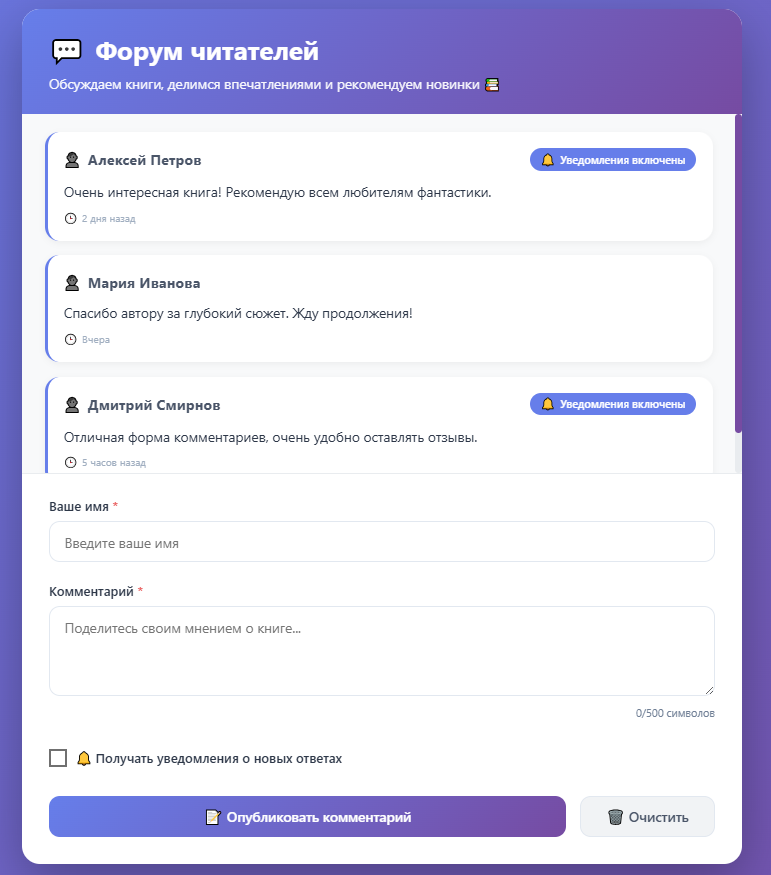 Форум читателей
Обсуждаем книги, делимся впечатлениями и рекомендуем новинки
Алексей Петров
Уведомления включены
Очень интересная книга! Рекомендую всем любителям фантастики.
2 дня назад
Мария Иванова
Спасибо автору за глубокий сюжет. Жду продолжения!
Вчера
Дмитрий Смирнов
Уведомления включены
Отличная форма комментариев, очень удобно оставлять отзывы.
5 часов назад
Ваше имя *
Введите ваше имя
Комментарий *
Поделитесь своим мнением о книге...
0/500 символов
Получать уведомления о новых ответах
Опубликовать комментарий
Очистить